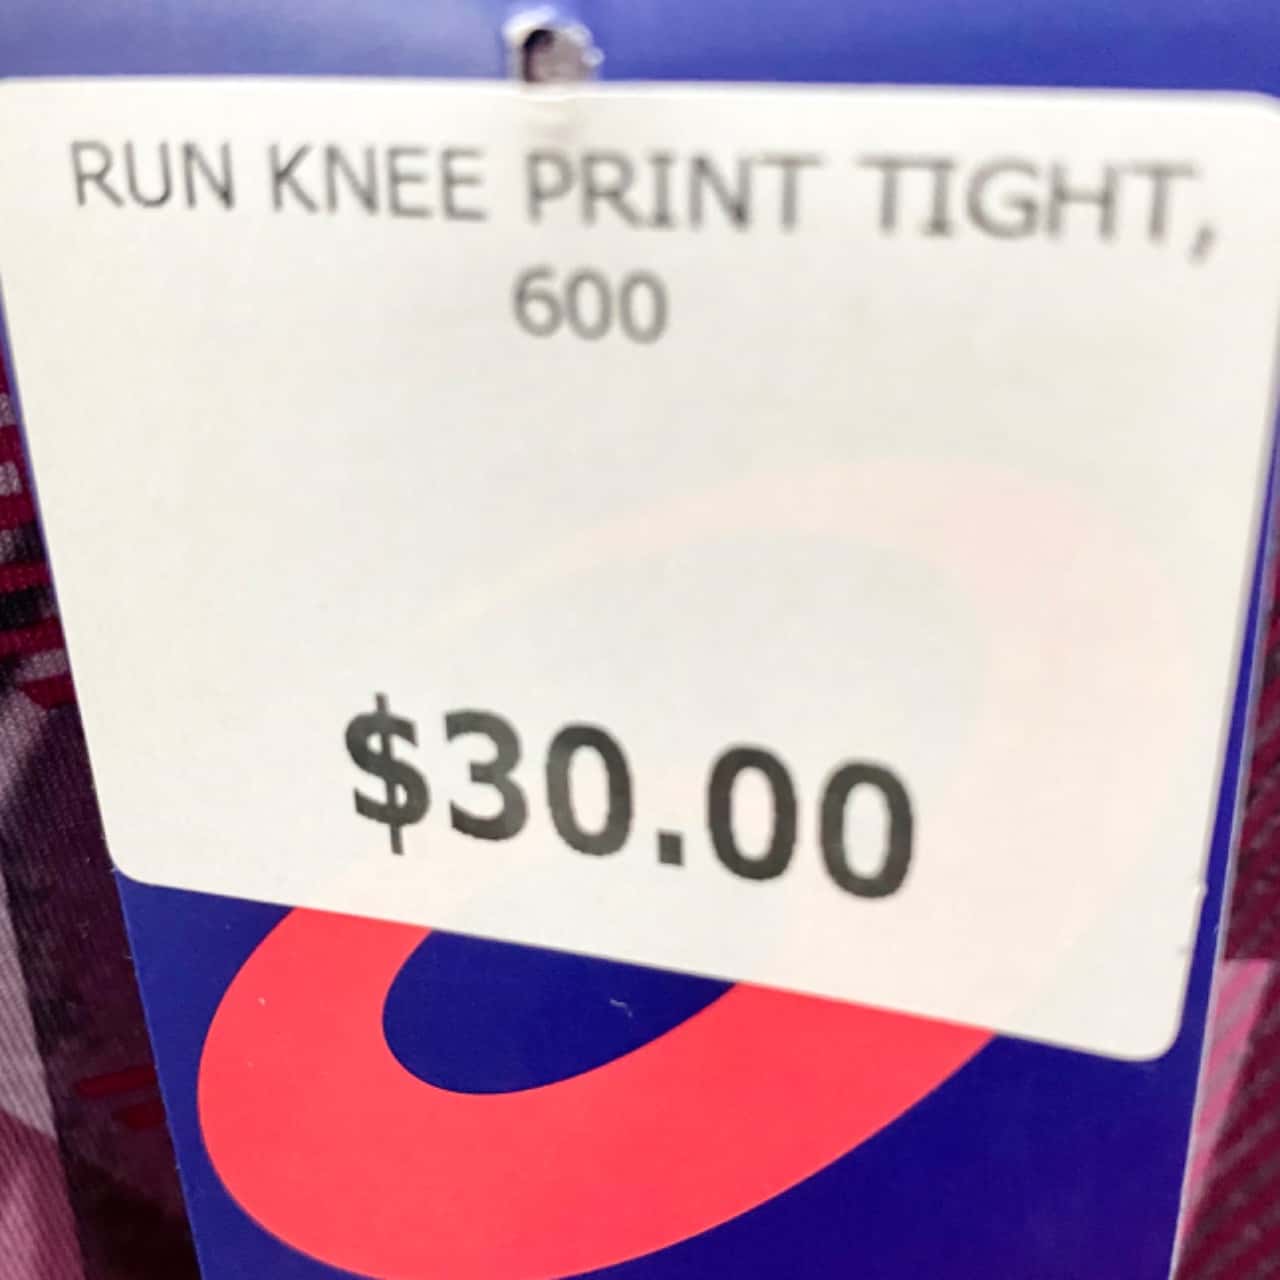 RUN KNEE PRINT TIGHT,
600
$30.00